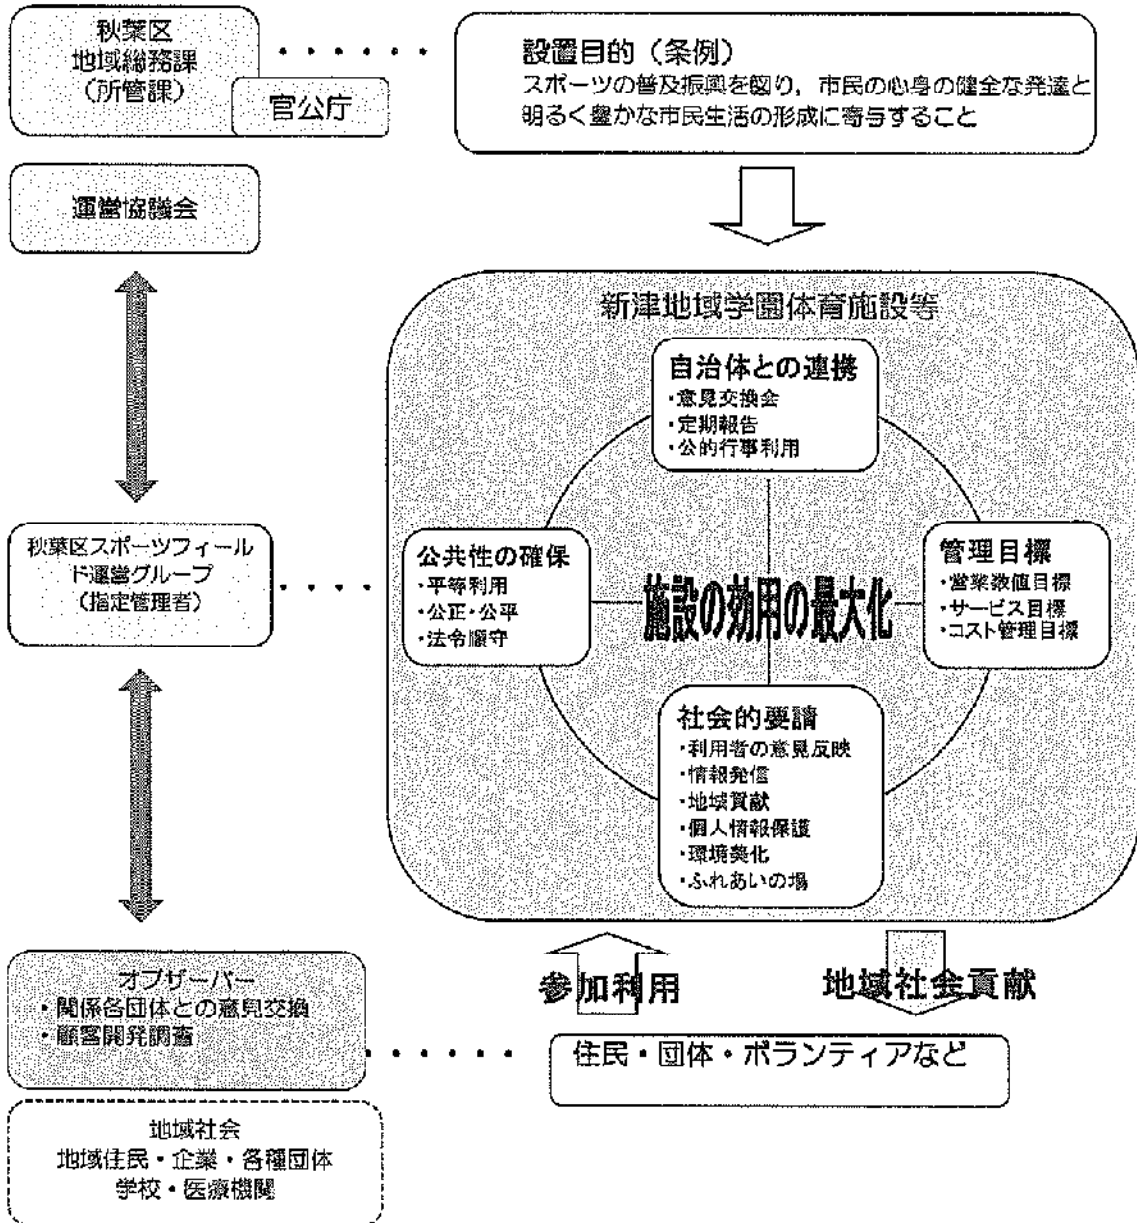 秋葉区
地域総務課
(所管課)
官公庁
設置目的(条例)
スポーツの普及振興を図り,市民の心身の健全な発達と
明るく豊かな市民生活の形成に寄与すること
運営協議会
新津地域学園体育施設等
自治体との連携
・意見交換会
・定期報告
・公的行事利用
秋葉区スポーツフィール
ド運営グループ
(指定管理者)
公共性の確保
・平等利用
・公正・公平
・法令順守
施設の効用の最大化
管理目標
・営業数値目標
・サービス目標
・コスト管理目標
社会的要請
・利用者の意見反映
・情報発信
・地域貢献
・個人情報保護
・環境美化
・ふれあいの場
参加利用
地域社会貢献
オブザーバー
・関係各団体との意見交換
・顧客開発調査
住民・団体・ボランティアなど
地域社会
地域住民・企業・各種団体
学校・医療機関